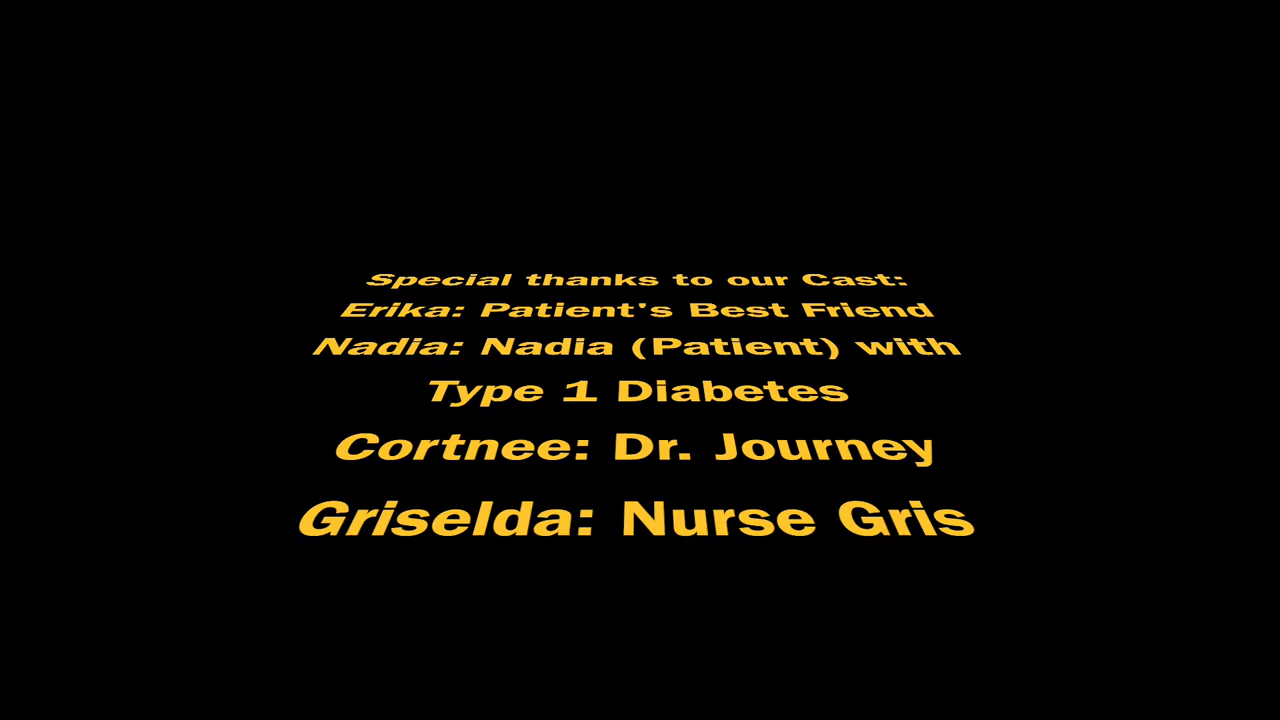 Special thanks to our Cast:
Erika: Patient's Best Friend
Nadia: Nadia (Patient) with
Type 1 Diabetes
Cortnee: Dr. Journey
Griselda: Nurse Gris